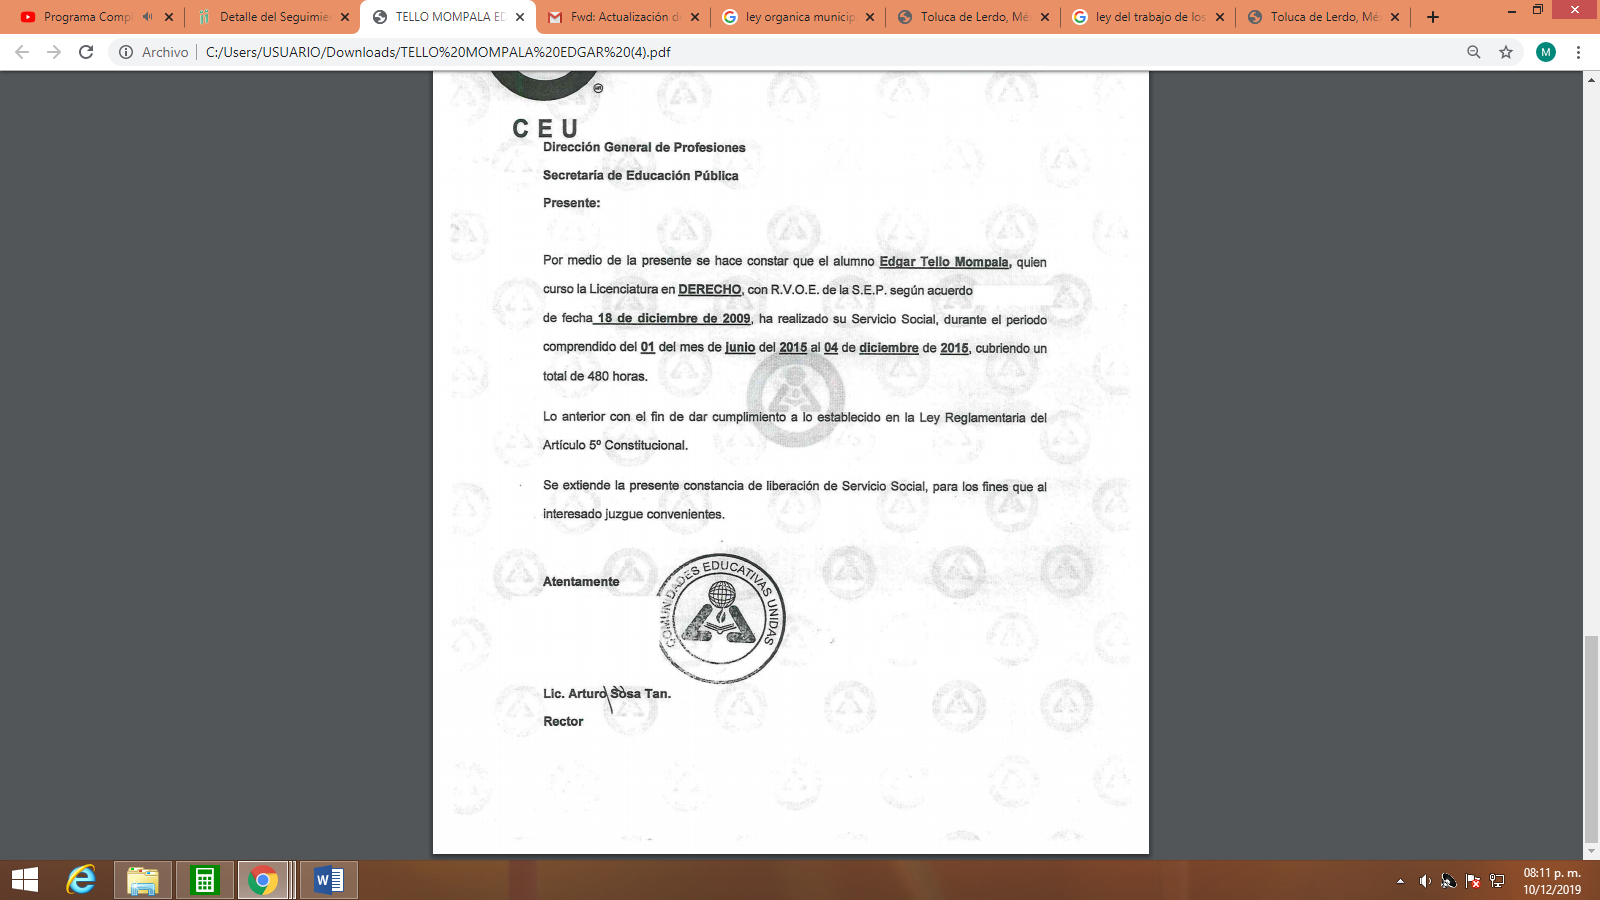 Programa Compl
Detalle del Seguimie
TELLO MOMPALA ED
Fwd: Actualización d
ley organica municip
Toluca de Lerdo, Mé
ley del trabajo de los
Toluca de Lerdo, Mé
Archivo
C:/Users/USUARIO/Downloads/TELLO%20MOMPALA%20EDGAR%20(4).pdf
M
CEU
Dirección General de Profesiones
Secretaría de Educación Pública
Presente:
Por medio de la presente se hace constar que el alumno Edgar Tello Mompala, quien
curso la Licenciatura en DERECHO, con R.V.O.E. de la S.E.P. según acuerdo
de fecha 18 de diciembre de 2009, ha realizado su Servicio Social, durante el periodo
comprendido del 01 del mes de junio del 2015 al 04 de diciembre de 2015, cubriendo un
total de 480 horas.
Lo anterior con el fin de dar cumplimiento a lo establecido en la Ley Reglamentaria del
Artículo 5º Constitucional.
Se extiende la presente constancia de liberación de Servicio Social, para los fines que al
interesado juzgue convenientes.
Atentamente
COMUNIDADES EDUCATIVAS UNIDAS
Lic. Arturo Sosa Tan.
Rector
08:11 p. m.
10/12/2019